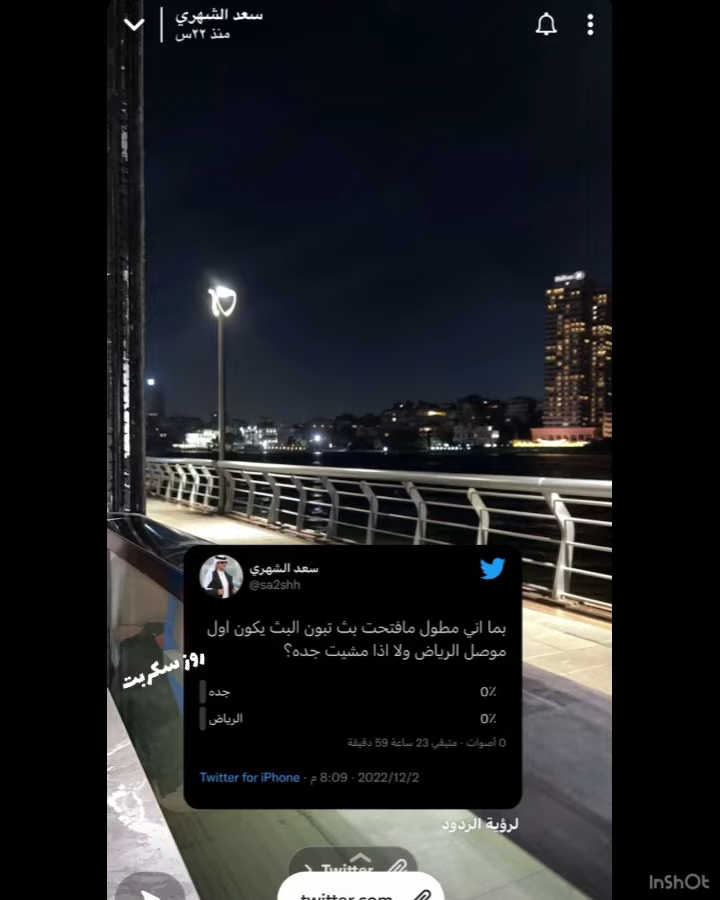 سعد الشهري
منذ ٢٢س
سعد الشهري
@sa2shh
بما اني مطول مافتحت بث تبون البث يكون اول
موصل الرياض ولا اذا مشيت جده؟
جده 0٪
الرياض 0٪
0 أصوات · متبقي 23 ساعة 59 دقيقة
Twitter for iPhone · 8:09 م · 2022/12/2
روز سكربت
لرؤية الردود
Twitter
twitter.com
InShOt